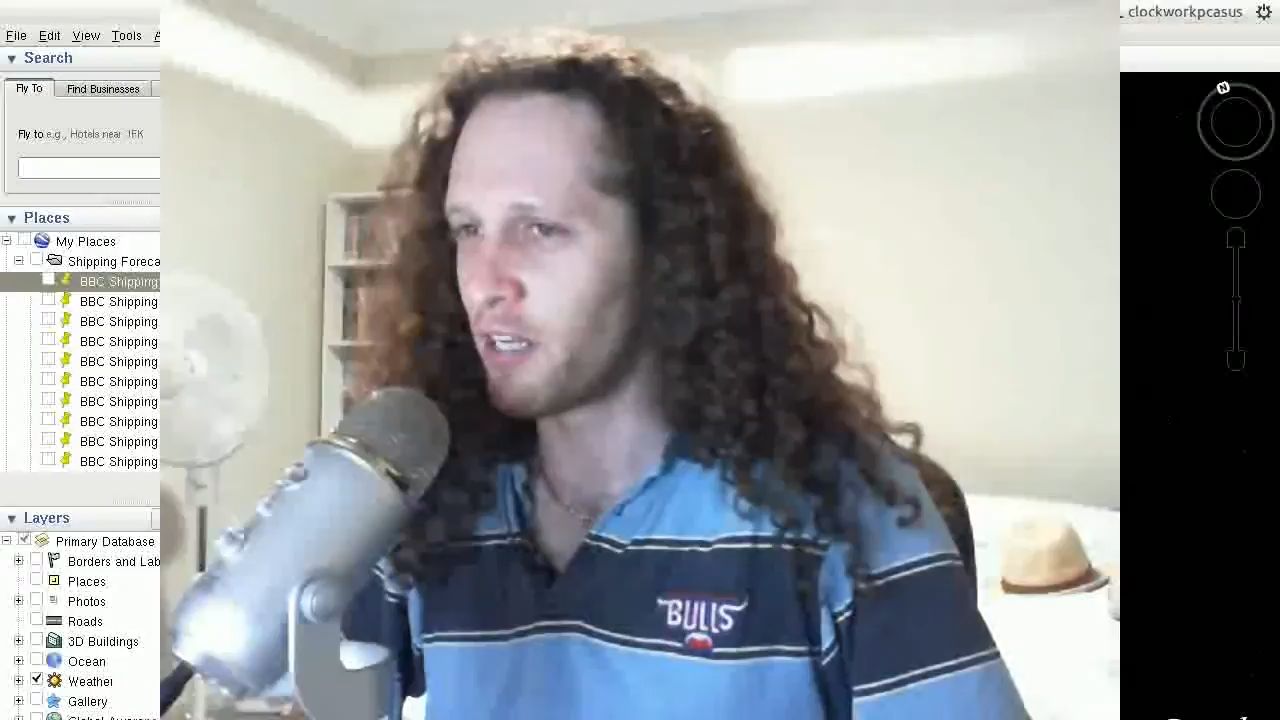 clockworkpcasus
File Edit View Tools
Search
Fly To Find Businesses
Fly to e.g., Hotels near JFK
N
Places
My Places
Shipping Foreca
BBC Shipping
BBC Shipping
BBC Shipping
BBC Shipping
BBC Shipping
BBC Shipping
BBC Shipping
BBC Shipping
BBC Shipping
BBC Shipping
Layers
Primary Database
Borders and Lab
Places
Photos
Roads
3D Buildings
Ocean
Weather
Gallery
BULLS